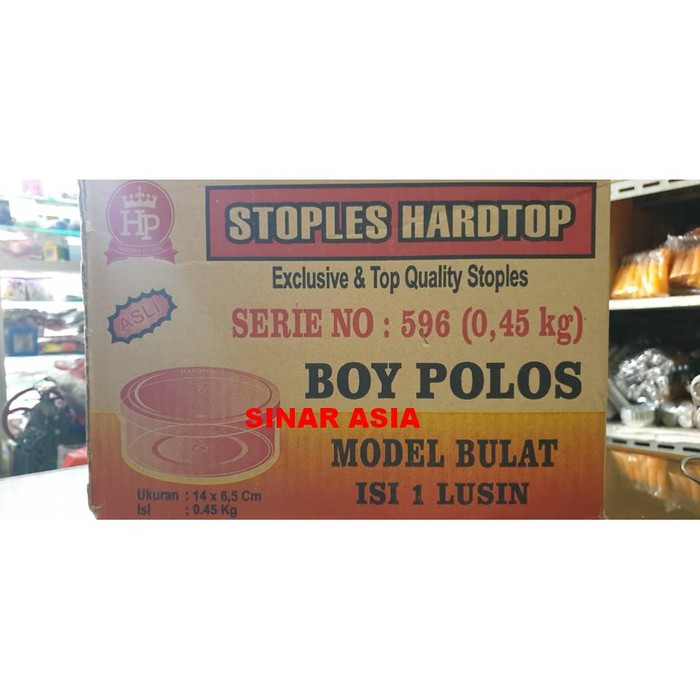 HP
STOPLES HARDTOP
Exclusive & Top Quality Stoples
ASLI
SERIE NO : 596 (0,45 kg)
BOY POLOS
HARDTOP
SINAR ASIA
MODEL BULAT
ISI 1 LUSIN
Ukuran : 14 x 6,5 Cm
Isi : 0.45 Kg